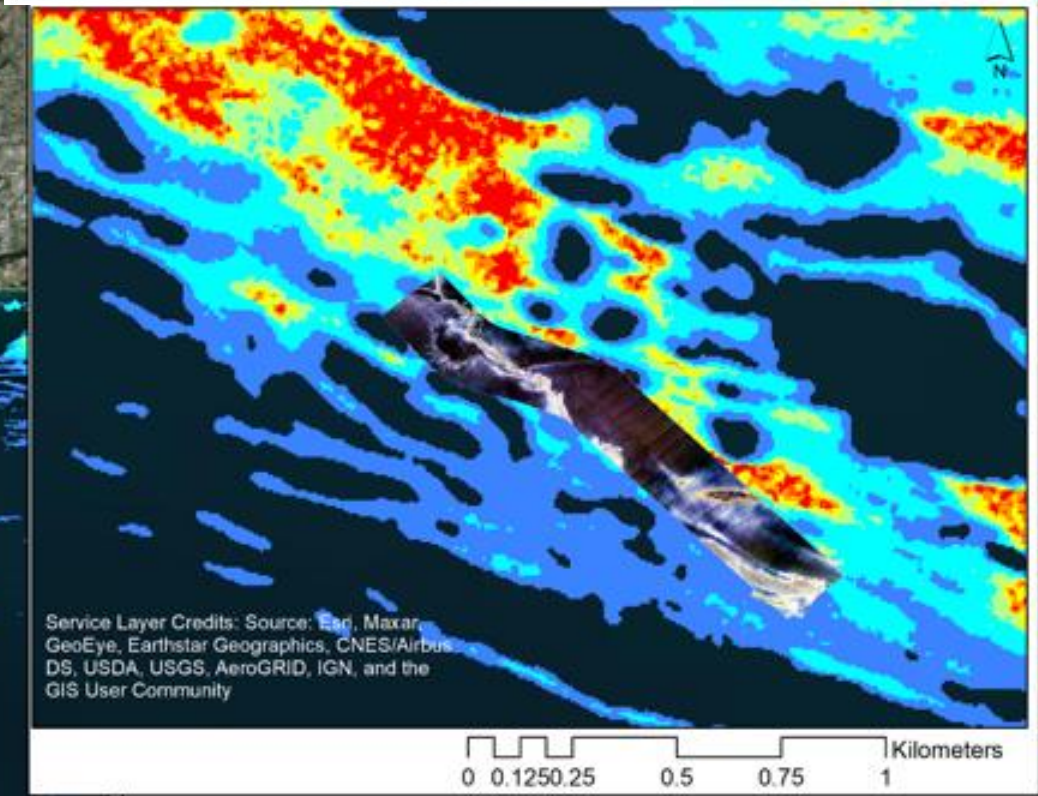 N
Service Layer Credits: Source: Esri, Maxar,
GeoEye, Earthstar Geographics, CNES/Airbus
DS, USDA, USGS, AeroGRID, IGN, and the
GIS User Community
Kilometers
0 0.1250.25 0.5 0.75 1